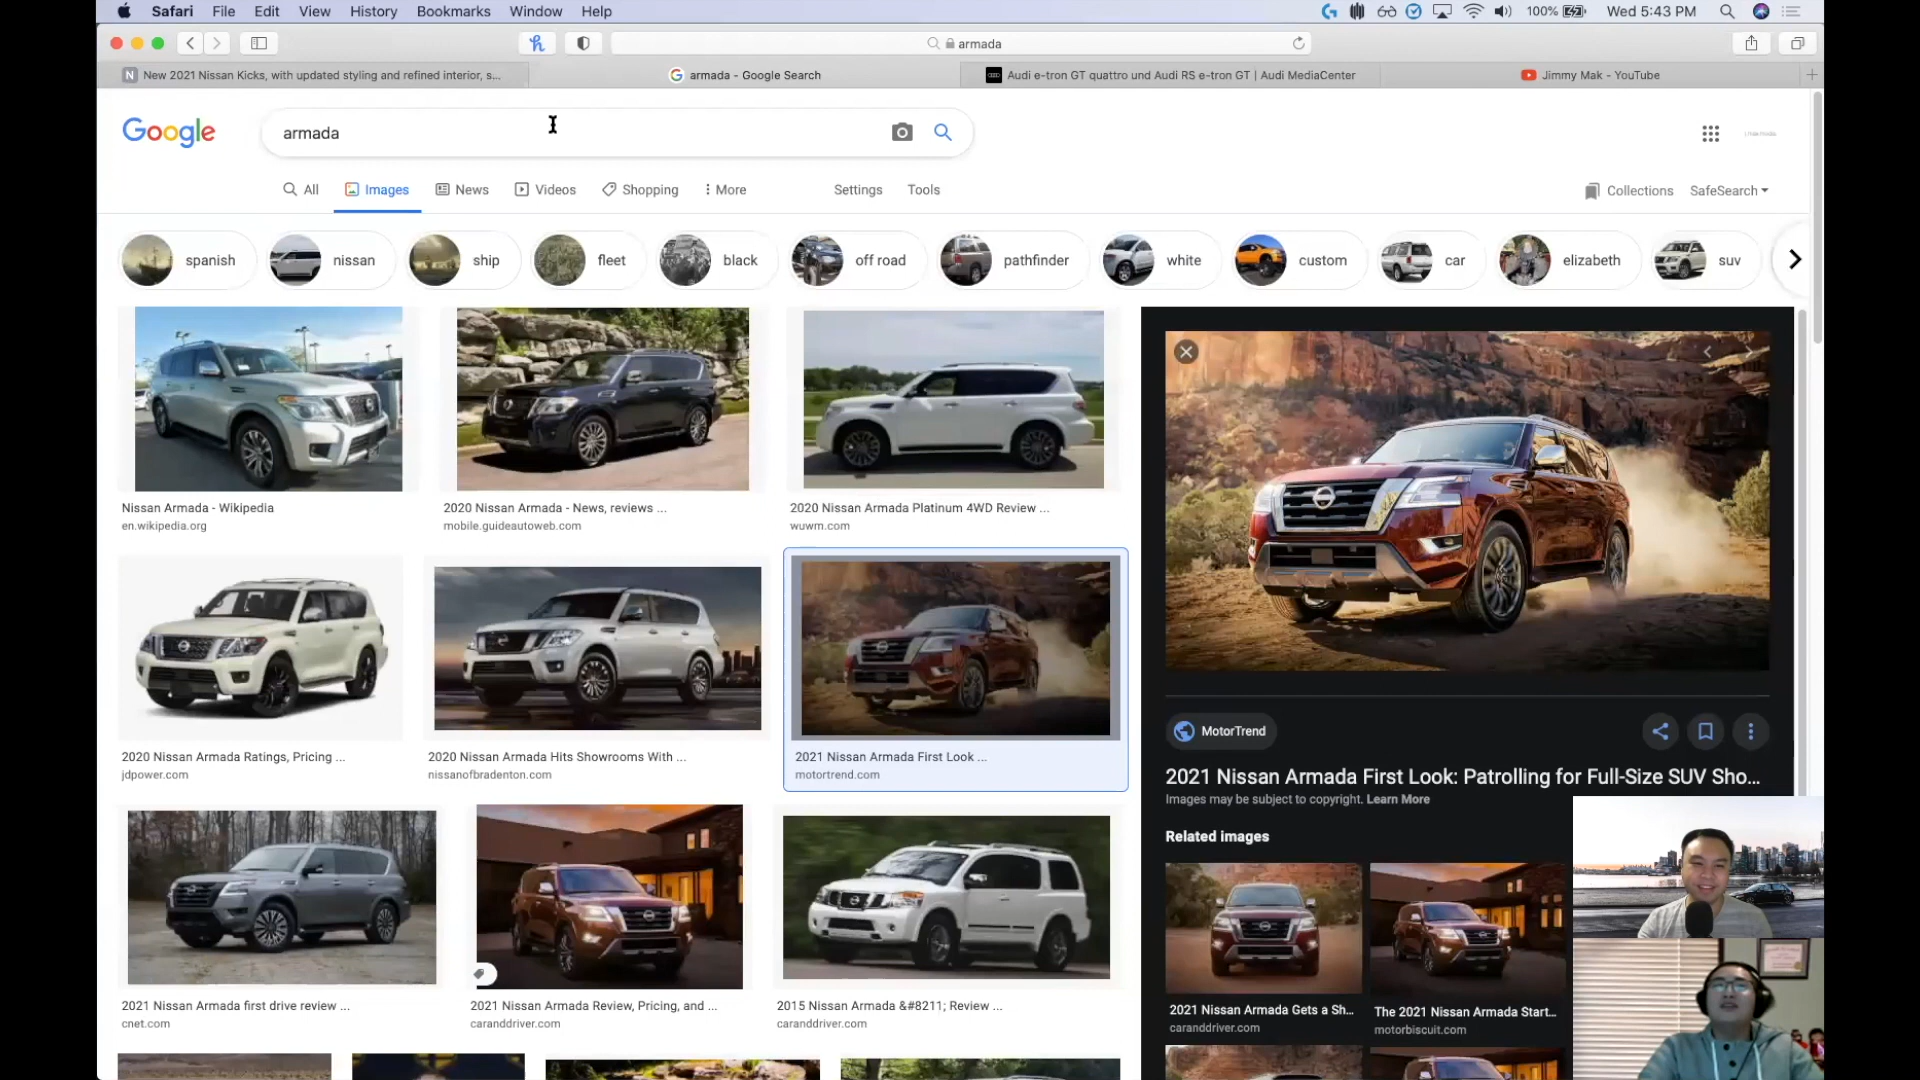 Safari File Edit View History Bookmarks Window Help 100% Wed 5:43 PM
armada
New 2021 Nissan Kicks, with updated styling and refined interior, s...
armada - Google Search
Audi e-tron GT quattro und Audi RS e-tron GT | Audi MediaCenter
Jimmy Mak - YouTube
Google
armada
All Images News Videos Shopping More Settings Tools
Collections SafeSearch
spanish nissan ship fleet black off road pathfinder white custom car elizabeth suv
Nissan Armada - Wikipedia
en.wikipedia.org
2020 Nissan Armada - News, reviews ...
mobile.guideautoweb.com
2020 Nissan Armada Platinum 4WD Review ...
wuwm.com
2020 Nissan Armada Ratings, Pricing ...
jdpower.com
2020 Nissan Armada Hits Showrooms With ...
nissanofbradenton.com
2021 Nissan Armada First Look ...
motortrend.com
2021 Nissan Armada first drive review ...
cnet.com
2021 Nissan Armada Review, Pricing, and ...
caranddriver.com
2015 Nissan Armada &#8211; Review ...
caranddriver.com
MotorTrend
2021 Nissan Armada First Look: Patrolling for Full-Size SUV Sho...
Images may be subject to copyright. Learn More
Related images
2021 Nissan Armada Gets a Sh...
caranddriver.com
The 2021 Nissan Armada Start...
motorbiscuit.com